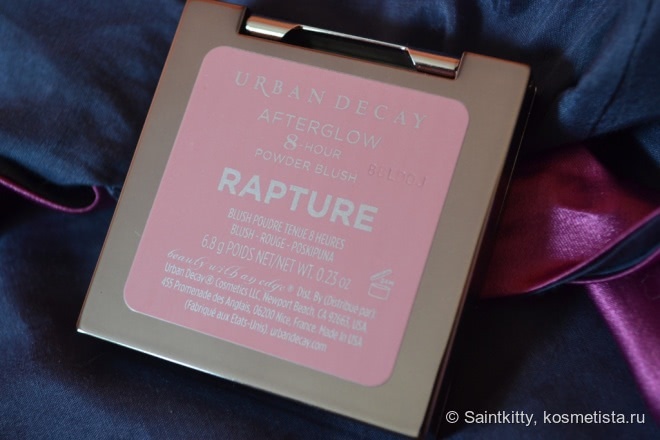 URBAN DECAY
AFTERGLOW
8-HOUR
POWDER BLUSH
RAPTURE
BLUSH POUDRE TENUE 8 HEURES
BLUSH - ROUGE - POSKIPUNA
6.8 g POIDS NET/NET WT. 0.23 oz.
beauty with an edge® Dist. By (Distribué par)
Urban Decay® Cosmetics LLC, Newport Beach, CA 92663, USA.
455 Promenade des Anglais, 06200 Nice, France. Made in USA
(Fabriqué aux États-Unis). urbandecay.com
© Saintkitty, kosmetista.ru